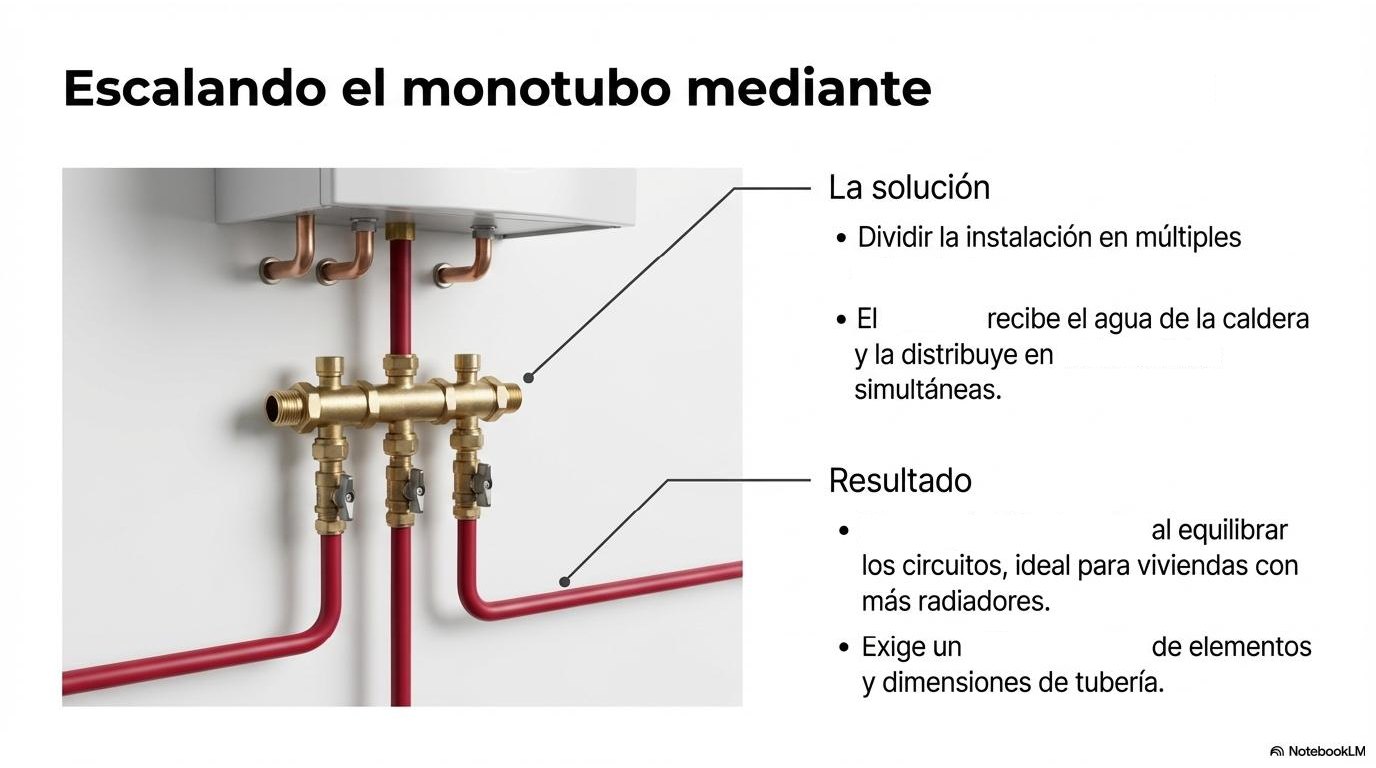 Escalando el monotubo mediante
La solución
• Dividir la instalación en múltiples
• El recibe el agua de la caldera
y la distribuye en
simultáneas.
Resultado
• al equilibrar
los circuitos, ideal para viviendas con
más radiadores.
• Exige un de elementos
y dimensiones de tubería.
NotebookLM